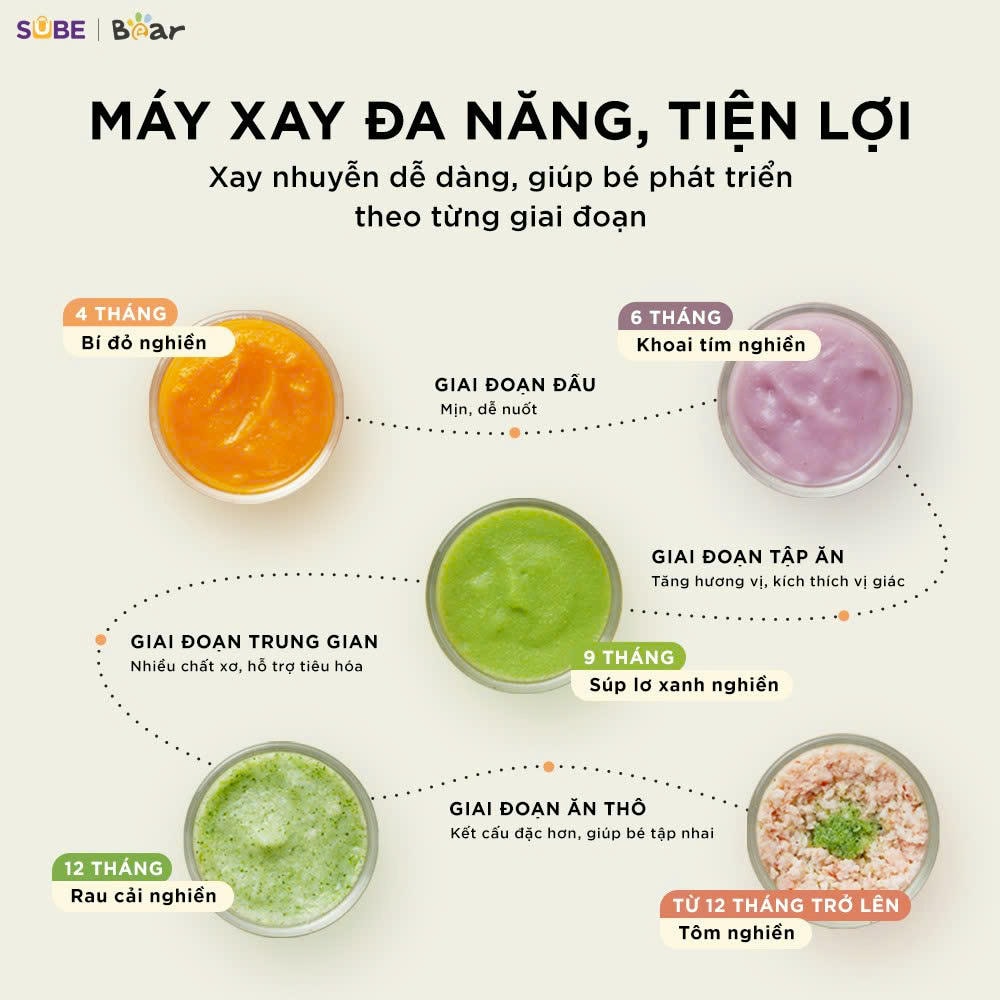 SUBE | Bear
MÁY XAY ĐA NĂNG, TIỆN LỢI
Xay nhuyễn dễ dàng, giúp bé phát triển
theo từng giai đoạn
4 THÁNG
Bí đỏ nghiền
6 THÁNG
Khoai tím nghiền
GIAI ĐOẠN ĐẦU
Mịn, dễ nuốt
GIAI ĐOẠN TẬP ĂN
Tăng hương vị, kích thích vị giác
GIAI ĐOẠN TRUNG GIAN
Nhiều chất xơ, hỗ trợ tiêu hóa
9 THÁNG
Súp lơ xanh nghiền
GIAI ĐOẠN ĂN THÔ
Kết cấu đặc hơn, giúp bé tập nhai
12 THÁNG
Rau cải nghiền
TỪ 12 THÁNG TRỞ LÊN
Tôm nghiền